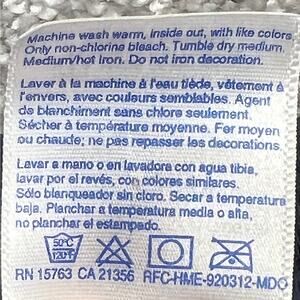 Machine wash warm, inside out, with like colors.
Only non-chlorine bleach. Tumble dry medium.
Medium/hot iron. Do not iron decoration.
Laver à la machine à l'eau tiède, vêtement à
l'envers, avec couleurs semblables. Agent
de blanchiment sans chlore seulement.
Sécher à température moyenne. Fer moyen
ou chaude; ne pas repasser les decorations.
Lavar a mano o en lavadora con agua tibia,
lavar por el revés, con colores similares.
Sólo blanqueador sin cloro. Secar a temperatura
baja. Planchar a temperatura media o alta,
no planchar el estampado.
50°C
120°F
RN 15763 CA 21356 RFC-HME-920312-MDO